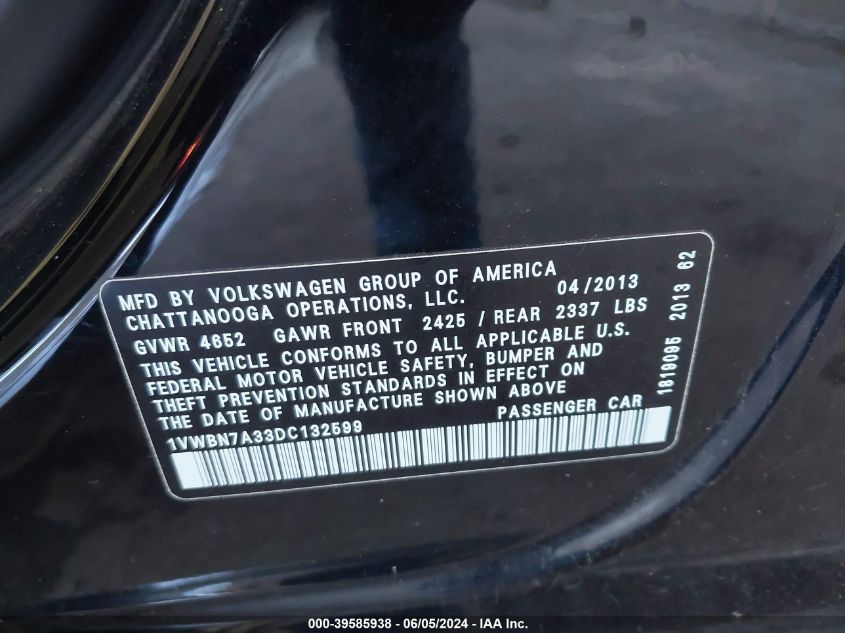 MFD BY VOLKSWAGEN GROUP OF AMERICA
CHATTANOOGA OPERATIONS, LLC. 04/2013
GVWR 4652 GAWR FRONT 2425 / REAR 2337 LBS
THIS VEHICLE CONFORMS TO ALL APPLICABLE U.S.
FEDERAL MOTOR VEHICLE SAFETY, BUMPER AND
THEFT PREVENTION STANDARDS IN EFFECT ON
THE DATE OF MANUFACTURE SHOWN ABOVE
1VWBN7A33DC132599 PASSENGER CAR
1819095 2013 62
000-39585938 - 06/05/2024 - IAA Inc.